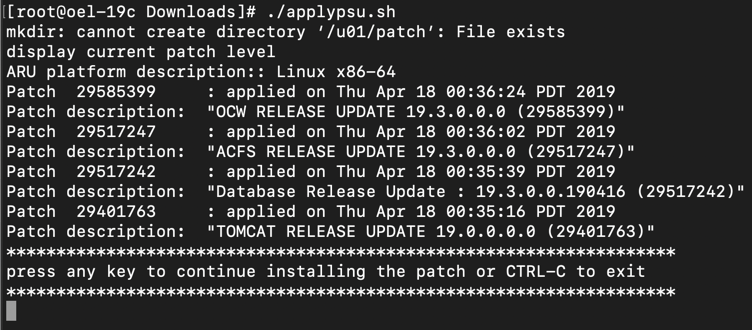 [root@oel-19c Downloads]# ./applypsu.sh
mkdir: cannot create directory ‘/u01/patch’: File exists
display current patch level
ARU platform description:: Linux x86-64
Patch  29585399     : applied on Thu Apr 18 00:36:24 PDT 2019
Patch description:  "OCW RELEASE UPDATE 19.3.0.0.0 (29585399)"
Patch  29517247     : applied on Thu Apr 18 00:36:02 PDT 2019
Patch description:  "ACFS RELEASE UPDATE 19.3.0.0.0 (29517247)"
Patch  29517242     : applied on Thu Apr 18 00:35:39 PDT 2019
Patch description:  "Database Release Update : 19.3.0.0.190416 (29517242)"
Patch  29401763     : applied on Thu Apr 18 00:35:16 PDT 2019
Patch description:  "TOMCAT RELEASE UPDATE 19.0.0.0.0 (29401763)"
*******************************************************************
press any key to continue installing the patch or CTRL-C to exit
*******************************************************************